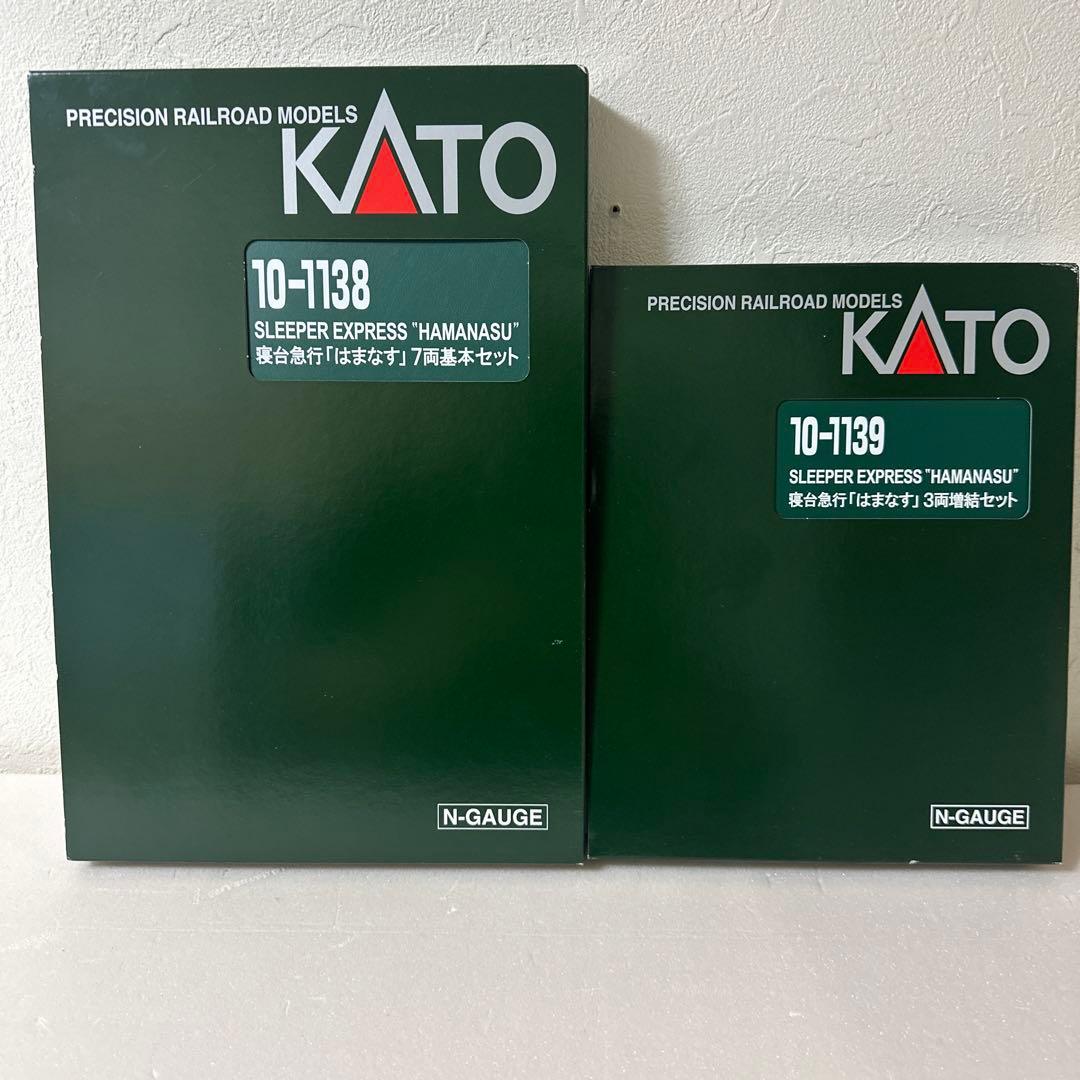 PRECISION RAILROAD MODELS
KATO
10-1138
SLEEPER EXPRESS "HAMANASU"
寝台急行「はまなす」7両基本セット
N-GAUGE
PRECISION RAILROAD MODELS
KATO
10-1139
SLEEPER EXPRESS "HAMANASU"
寝台急行「はまなす」3両増結セット
N-GAUGE